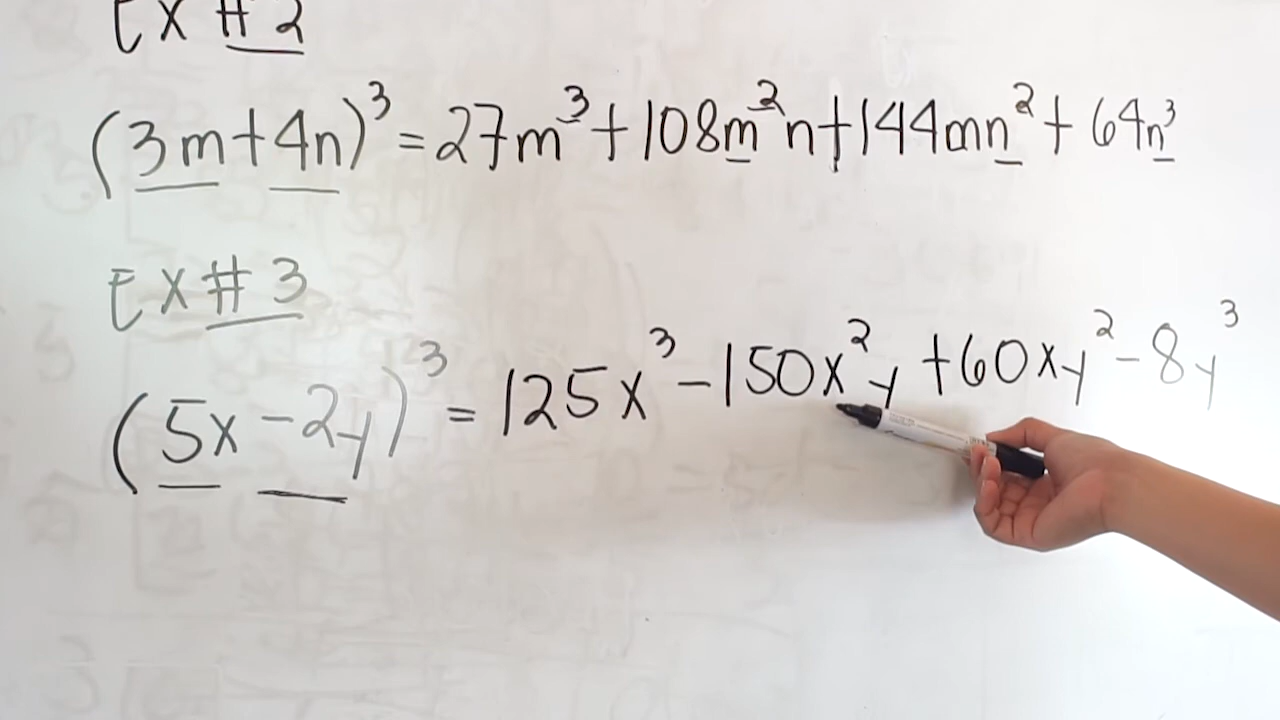 Ex # 2
(3m+4n)³ = 27m³ + 108m²n + 144mn² + 64n³
Ex # 3
(5x - 2y)³ = 125x³ - 150x²y + 60xy² - 8y³